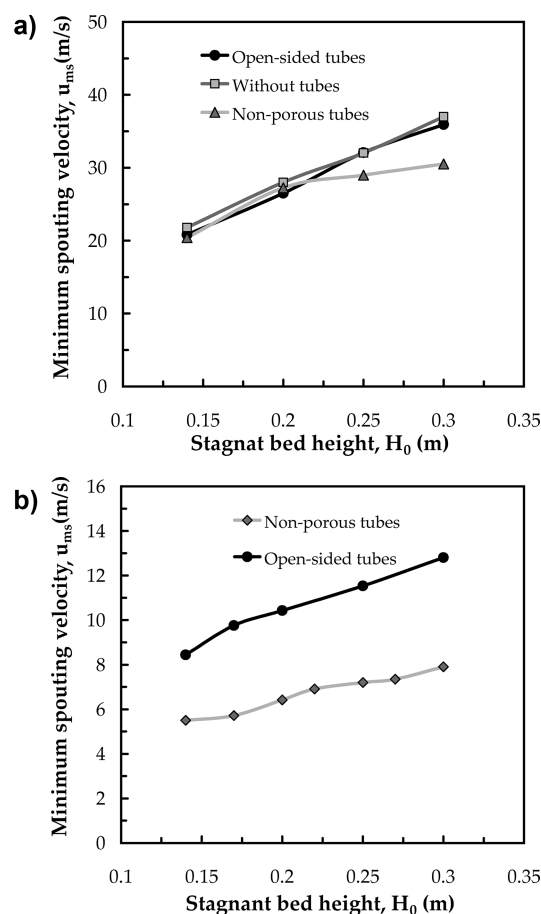 a)
Minimum spouting velocity, ums(m/s)
50
40
30
20
10
0
Open-sided tubes
Without tubes
Non-porous tubes
0.1 0.15 0.2 0.25 0.3 0.35
Stagnat bed height, H0 (m)
b)
Minimum spouting velocity, ums(m/s)
16
14
12
10
8
6
4
2
0
Non-porous tubes
Open-sided tubes
0.1 0.15 0.2 0.25 0.3 0.35
Stagnant bed height, H0 (m)